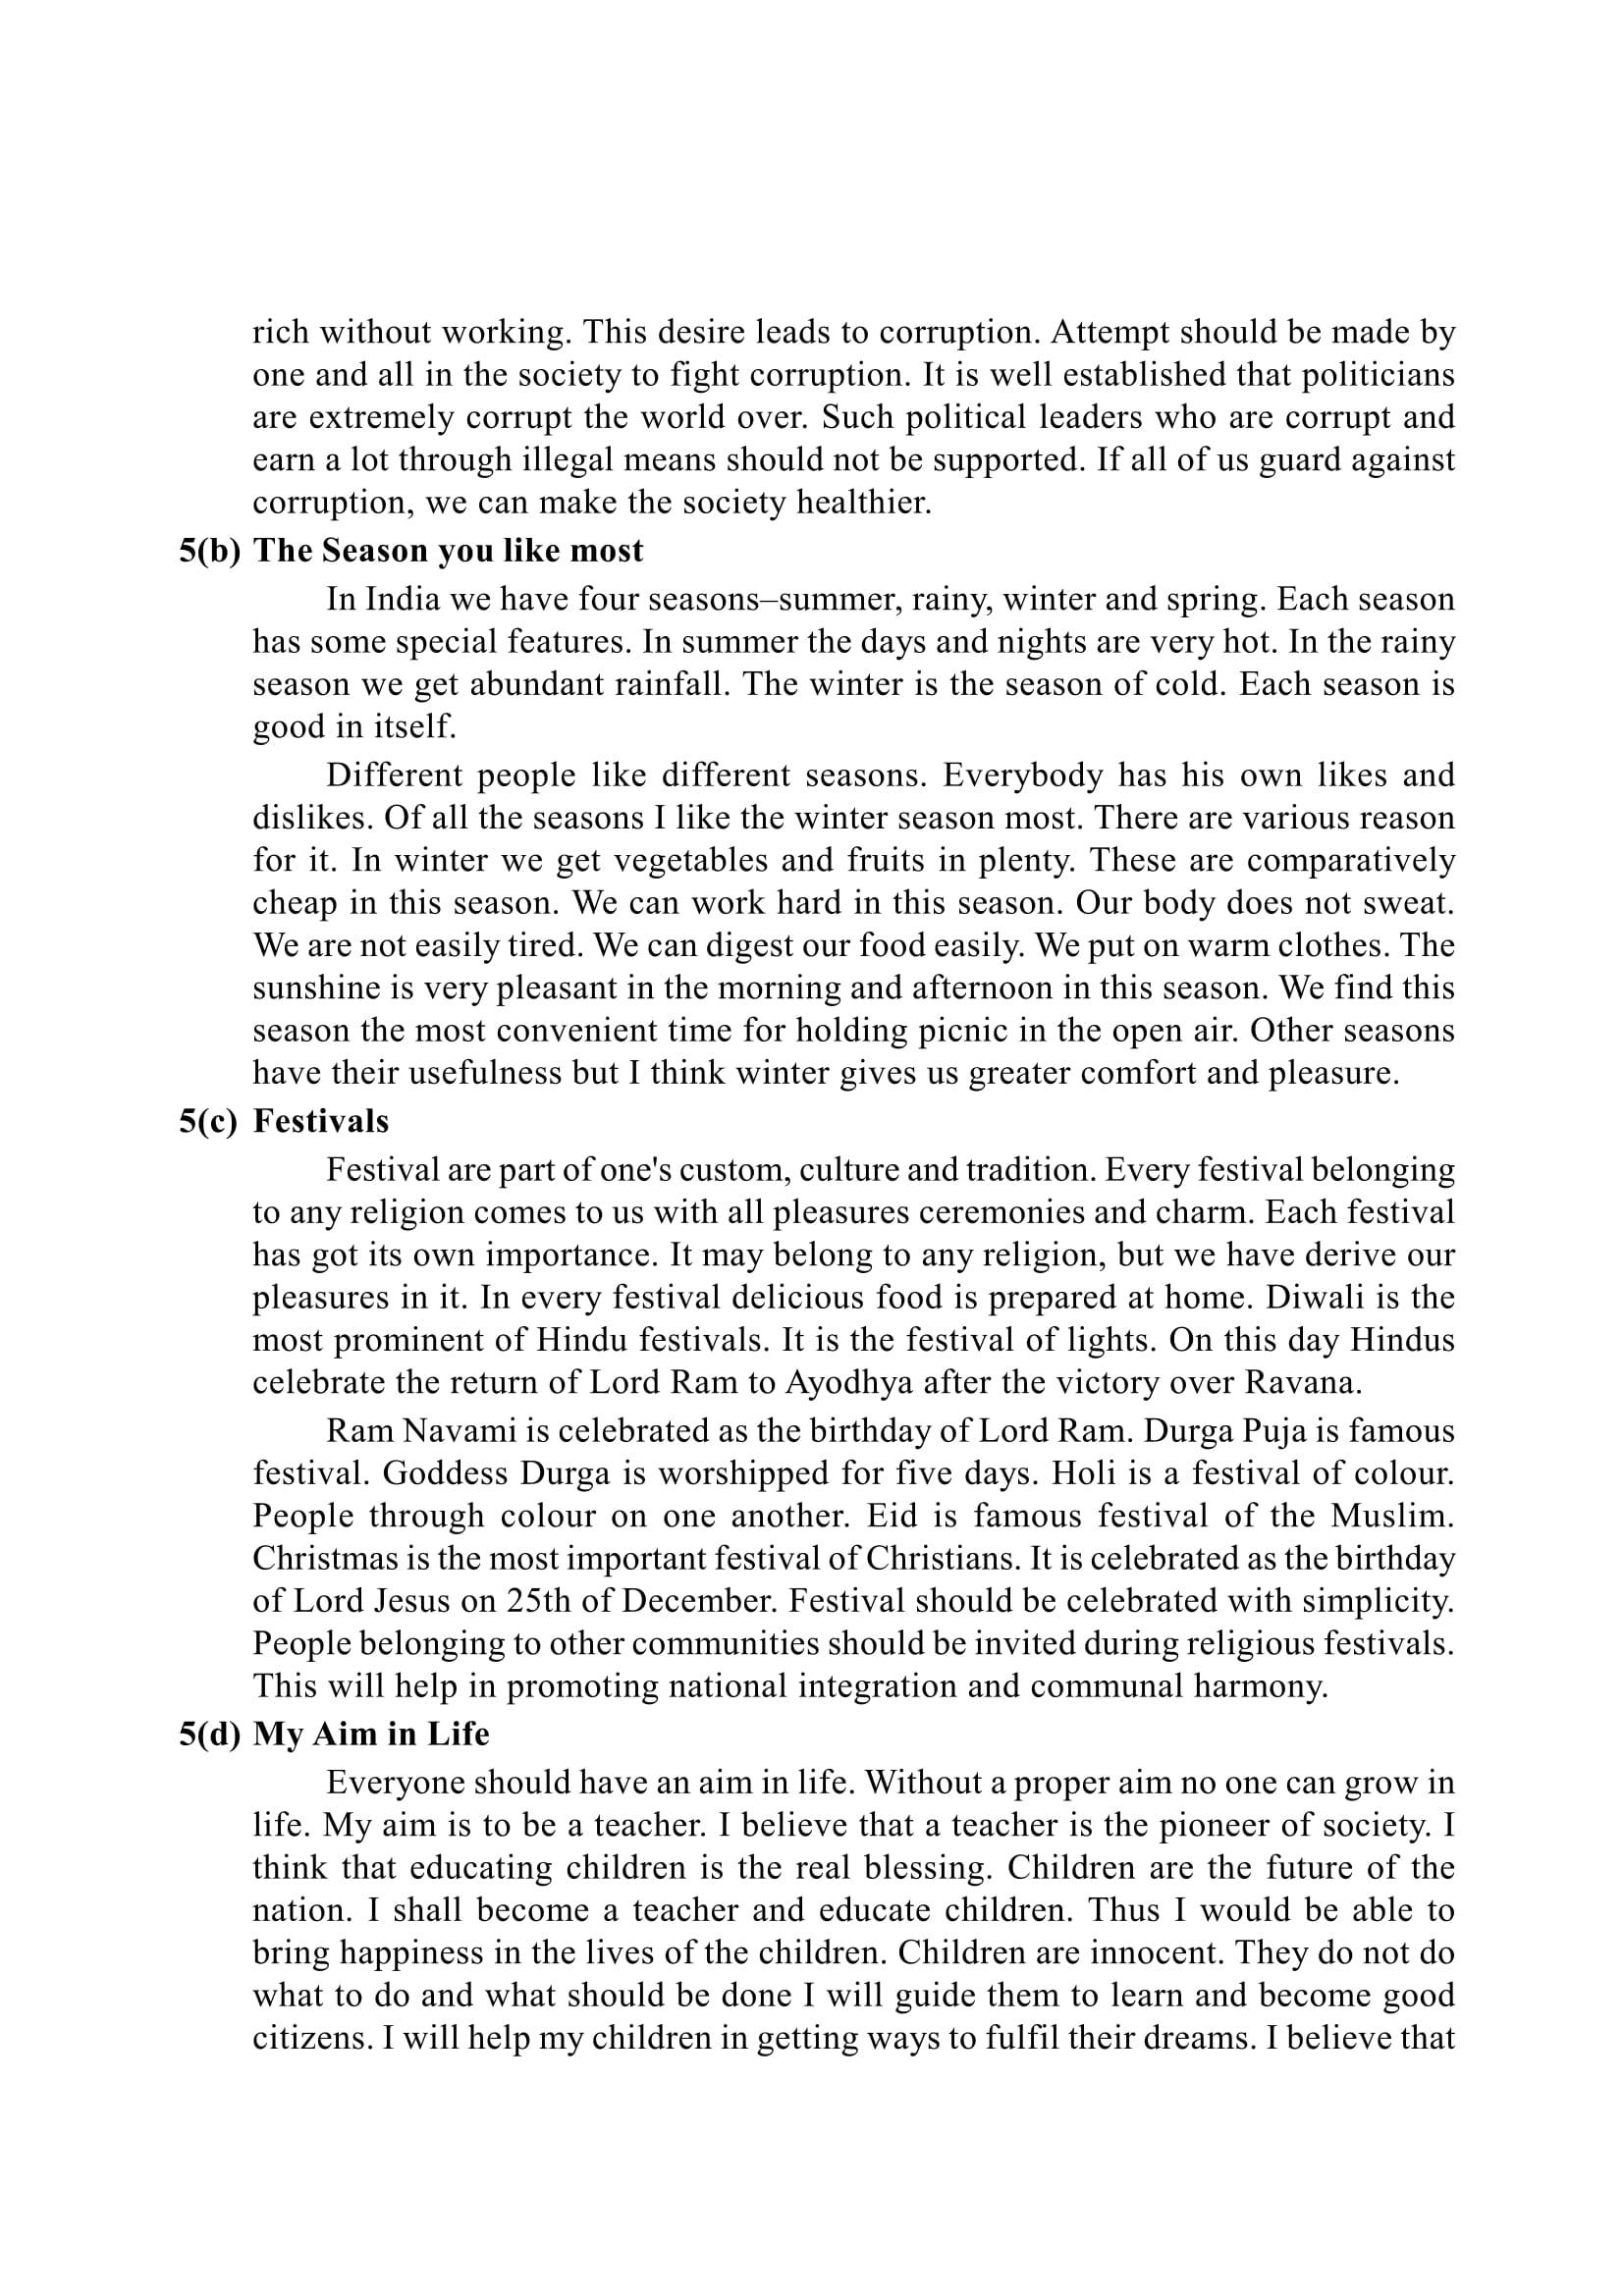 rich without working. This desire leads to corruption. Attempt should be made by
one and all in the society to fight corruption. It is well established that politicians
are extremely corrupt the world over. Such political leaders who are corrupt and
earn a lot through illegal means should not be supported. If all of us guard against
corruption, we can make the society healthier.
5(b) The Season you like most
In India we have four seasons–summer, rainy, winter and spring. Each season
has some special features. In summer the days and nights are very hot. In the rainy
season we get abundant rainfall. The winter is the season of cold. Each season is
good in itself.
Different people like different seasons. Everybody has his own likes and
dislikes. Of all the seasons I like the winter season most. There are various reason
for it. In winter we get vegetables and fruits in plenty. These are comparatively
cheap in this season. We can work hard in this season. Our body does not sweat.
We are not easily tired. We can digest our food easily. We put on warm clothes. The
sunshine is very pleasant in the morning and afternoon in this season. We find this
season the most convenient time for holding picnic in the open air. Other seasons
have their usefulness but I think winter gives us greater comfort and pleasure.
5(c) Festivals
Festival are part of one's custom, culture and tradition. Every festival belonging
to any religion comes to us with all pleasures ceremonies and charm. Each festival
has got its own importance. It may belong to any religion, but we have derive our
pleasures in it. In every festival delicious food is prepared at home. Diwali is the
most prominent of Hindu festivals. It is the festival of lights. On this day Hindus
celebrate the return of Lord Ram to Ayodhya after the victory over Ravana.
Ram Navami is celebrated as the birthday of Lord Ram. Durga Puja is famous
festival. Goddess Durga is worshipped for five days. Holi is a festival of colour.
People through colour on one another. Eid is famous festival of the Muslim.
Christmas is the most important festival of Christians. It is celebrated as the birthday
of Lord Jesus on 25th of December. Festival should be celebrated with simplicity.
People belonging to other communities should be invited during religious festivals.
This will help in promoting national integration and communal harmony.
5(d) My Aim in Life
Everyone should have an aim in life. Without a proper aim no one can grow in
life. My aim is to be a teacher. I believe that a teacher is the pioneer of society. I
think that educating children is the real blessing. Children are the future of the
nation. I shall become a teacher and educate children. Thus I would be able to
bring happiness in the lives of the children. Children are innocent. They do not do
what to do and what should be done I will guide them to learn and become good
citizens. I will help my children in getting ways to fulfil their dreams. I believe that